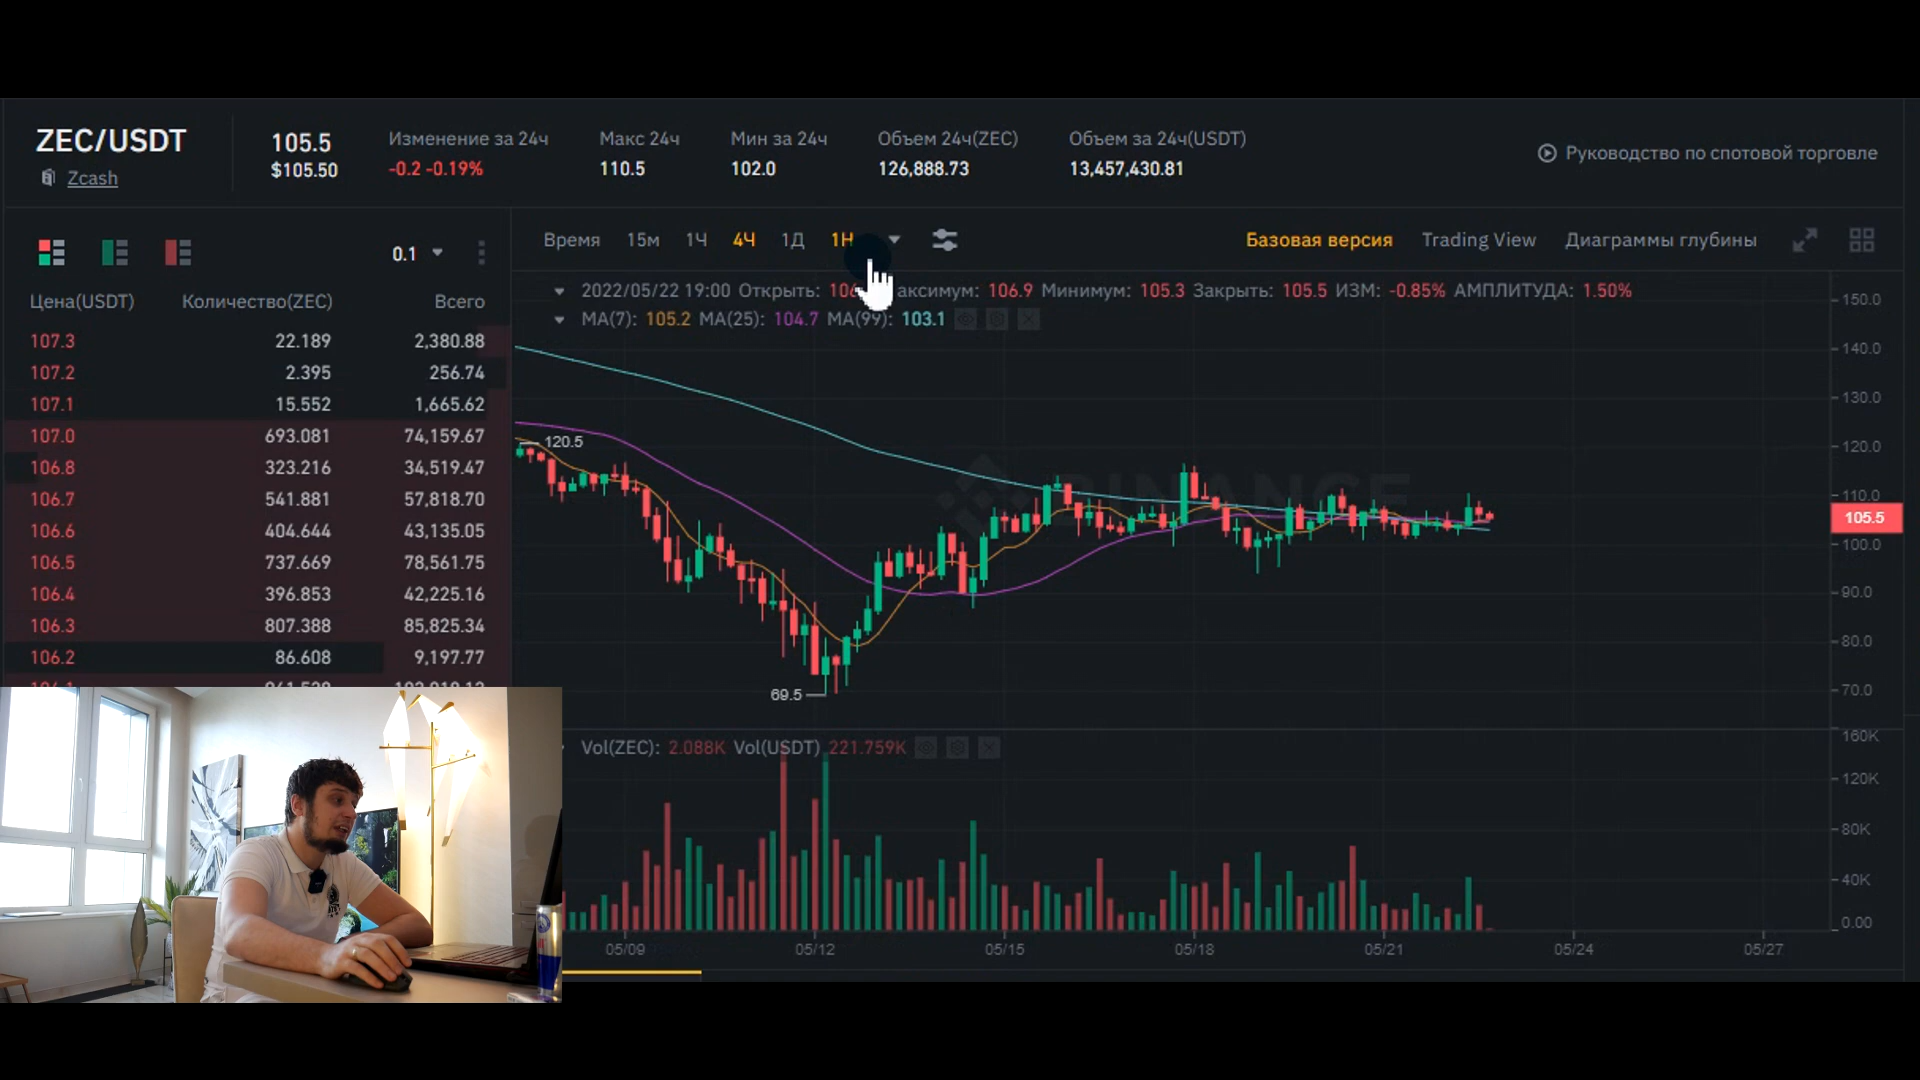 ZEC/USDT
Zcash
105.5
$105.50
Изменение за 24ч
-0.2 -0.19%
Макс 24ч
110.5
Мин за 24ч
102.0
Объем 24ч(ZEC)
126,888.73
Объем за 24ч(USDT)
13,457,430.81
Руководство по спотовой торговле
0.1
Цена(USDT) Количество(ZEC) Всего
107.3 22.189 2,380.88
107.2 2.395 256.74
107.1 15.552 1,665.62
107.0 693.081 74,159.67
106.8 323.216 34,519.47
106.7 541.881 57,818.70
106.6 404.644 43,135.05
106.5 737.669 78,561.75
106.4 396.853 42,225.16
106.3 807.388 85,825.34
106.2 86.608 9,197.77
Время 15м 1Ч 4Ч 1Д 1Н
Базовая версия Trading View Диаграммы глубины
2022/05/22 19:00 Открыть: аксимум: 106.9 Минимум: 105.3 Закрыть: 105.5 ИЗМ: -0.85% АМПЛИТУДА: 1.50%
MA(7): 105.2 MA(25): 104.7 MA(99): 103.1
BINANCE
120.5
69.5
150.0
140.0
130.0
120.0
110.0
105.5
100.0
90.0
80.0
70.0
Vol(ZEC): 2.088K Vol(USDT) 221.759K
160K
120K
80K
40K
0.00
05/09 05/12 05/15 05/18 05/21 05/24 05/27